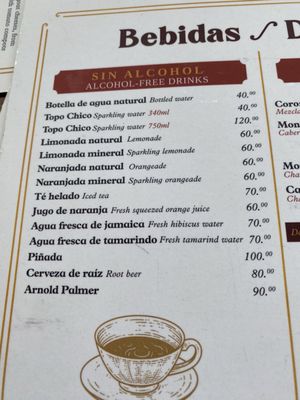 Bebidas
SIN ALCOHOL
ALCOHOL-FREE DRINKS
Botella de agua natural Bottled water 40.00
Topo Chico Sparkling water 340ml 40.00
Topo Chico Sparkling water 750ml 120.00
Limonada natural Lemonade 60.00
Limonada mineral Sparkling lemonade 60.00
Naranjada natural Orangeade 60.00
Naranjada mineral Sparkling orangeade 60.00
Té helado Iced tea 70.00
Jugo de naranja Fresh squeezed orange juice 60.00
Agua fresca de jamaica Fresh hibiscus water 70.00
Agua fresca de tamarindo Fresh tamarind water 70.00
Piñada 100.00
Cerveza de raíz Root beer 80.00
Arnold Palmer 90.00